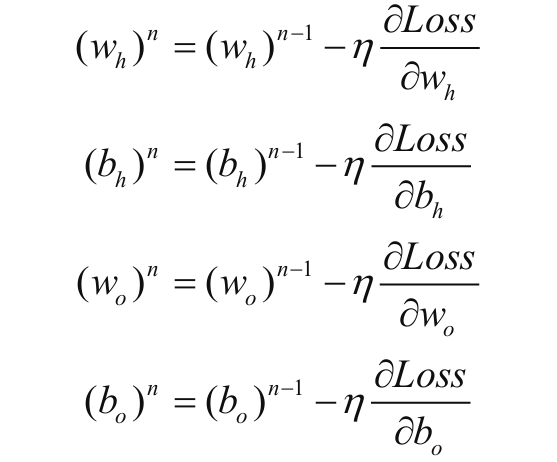 (w_h)^n = (w_h)^{n-1} − η ∂Loss/∂w_h
(b_h)^n = (b_h)^{n-1} − η ∂Loss/∂b_h
(w_o)^n = (w_o)^{n-1} − η ∂Loss/∂w_o
(b_o)^n = (b_o)^{n-1} − η ∂Loss/∂b_o